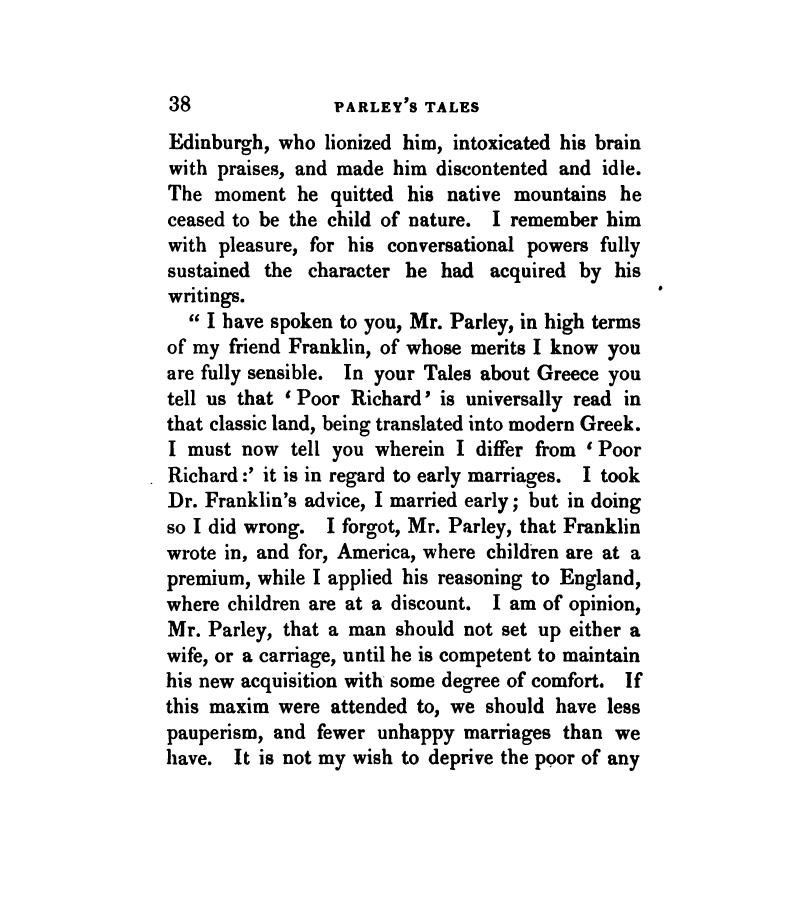 38 PARLEY'S TALES
Edinburgh, who lionized him, intoxicated his brain
with praises, and made him discontented and idle.
The moment he quitted his native mountains he
ceased to be the child of nature. I remember him
with pleasure, for his conversational powers fully
sustained the character he had acquired by his
writings.
“ I have spoken to you, Mr. Parley, in high terms
of my friend Franklin, of whose merits I know you
are fully sensible. In your Tales about Greece you
tell us that ‘ Poor Richard’ is universally read in
that classic land, being translated into modern Greek.
I must now tell you wherein I differ from ‘ Poor
Richard :’ it is in regard to early marriages. I took
Dr. Franklin’s advice, I married early ; but in doing
so I did wrong. I forgot, Mr. Parley, that Franklin
wrote in, and for, America, where children are at a
premium, while I applied his reasoning to England,
where children are at a discount. I am of opinion,
Mr. Parley, that a man should not set up either a
wife, or a carriage, until he is competent to maintain
his new acquisition with some degree of comfort. If
this maxim were attended to, we should have less
pauperism, and fewer unhappy marriages than we
have. It is not my wish to deprive the poor of any